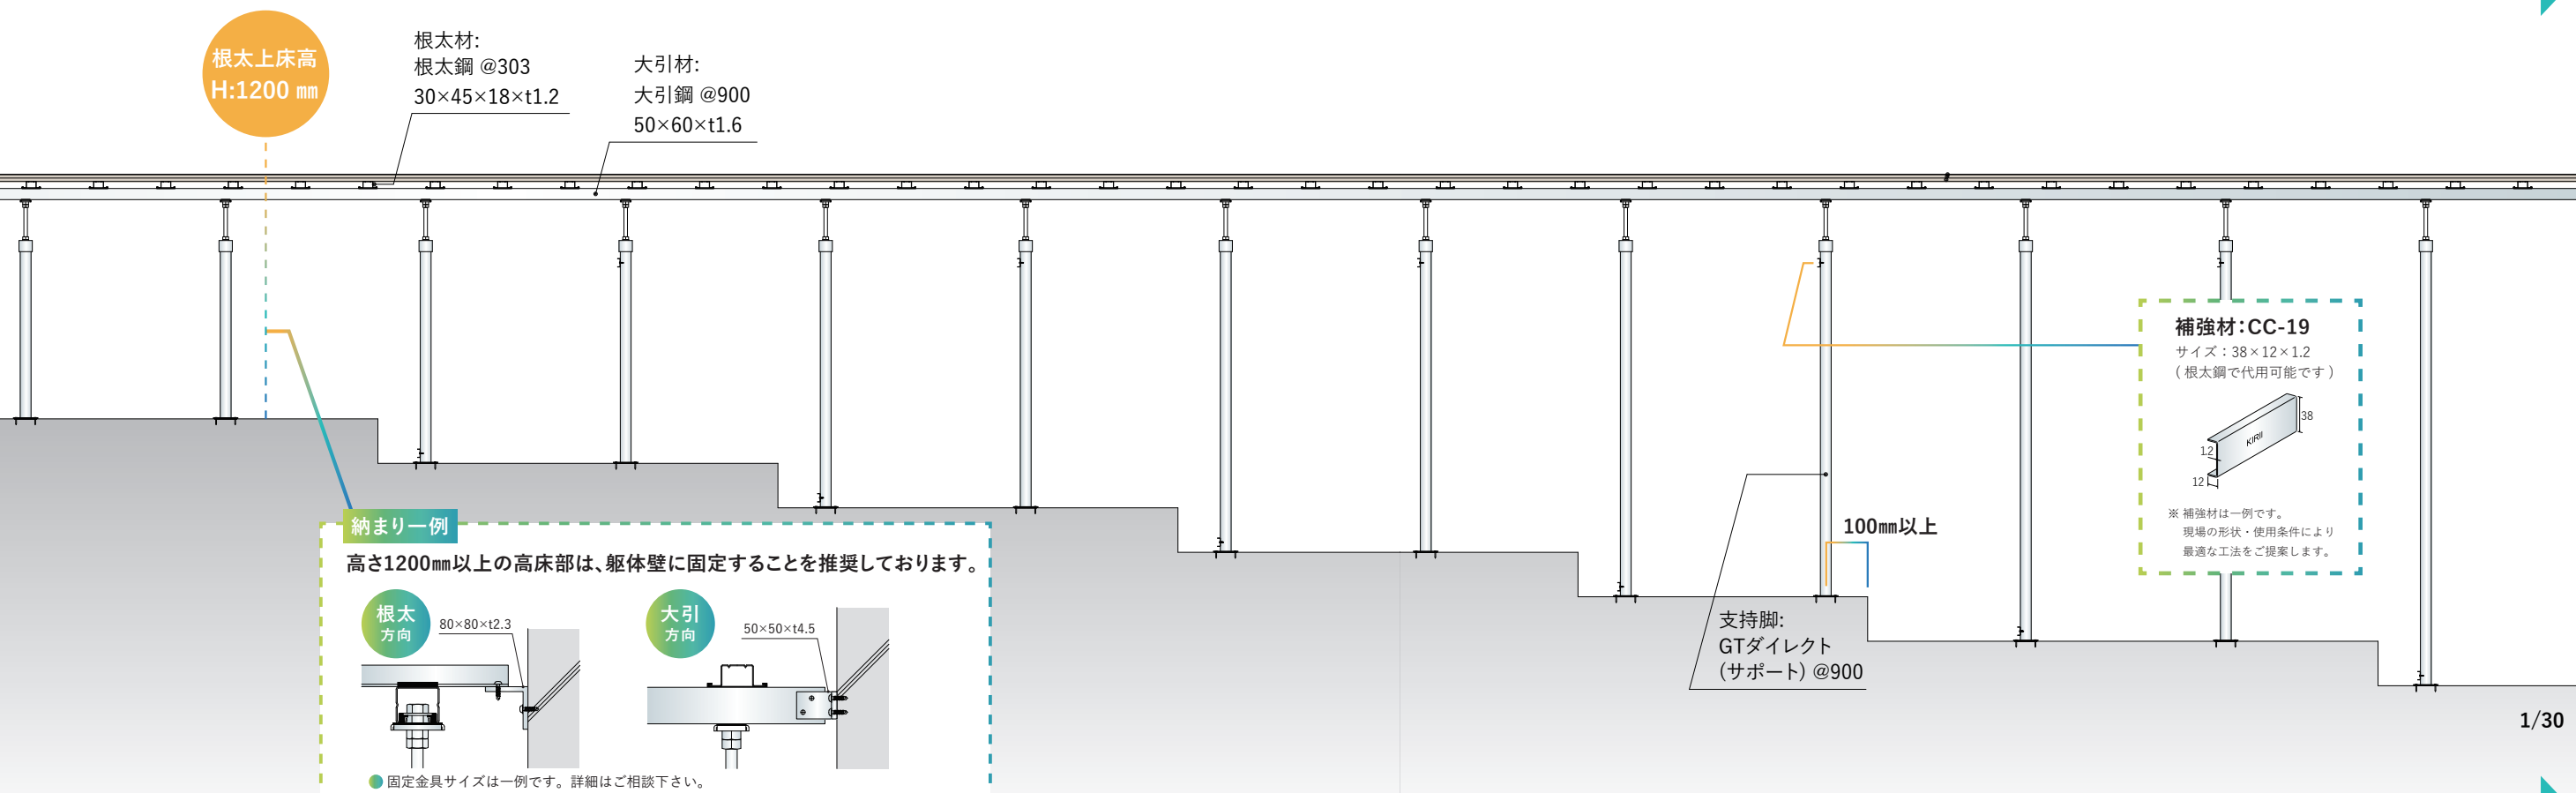 根太上床高
H:1200 mm
根太材:
根太鋼 @303
30×45×18×t1.2
大引材:
大引鋼 @900
50×60×t1.6
補強材：CC-19
サイズ：38×12×1.2
( 根太鋼で代用可能です )
38
KIRII
1.2
12
※ 補強材は一例です。
現場の形状・使用条件により
最適な工法をご提案します。
100mm以上
支持脚:
GTダイレクト
(サポート) @900
納まり一例
高さ1200mm以上の高床部は、躯体壁に固定することを推奨しております。
根太
方向
80×80×t2.3
大引
方向
50×50×t4.5
固定金具サイズは一例です。詳細はご相談下さい。
1/30